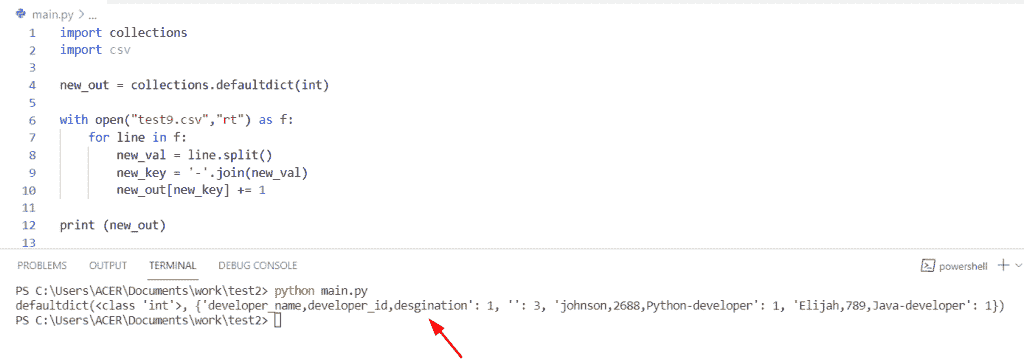 main.py > ...
1 import collections
2 import csv
3
4 new_out = collections.defaultdict(int)
5
6 with open("test9.csv","rt") as f:
7     for line in f:
8         new_val = line.split()
9         new_key = '-'.join(new_val)
10         new_out[new_key] += 1
11
12 print (new_out)
13
PROBLEMS OUTPUT TERMINAL DEBUG CONSOLE powershell
PS C:\Users\ACER\Documents\work\test2> python main.py
defaultdict(<class 'int'>, {'developer_name,developer_id,desgination': 1, '': 3, 'johnson,2688,Python-developer': 1, 'Elijah,789,Java-developer': 1})
PS C:\Users\ACER\Documents\work\test2>